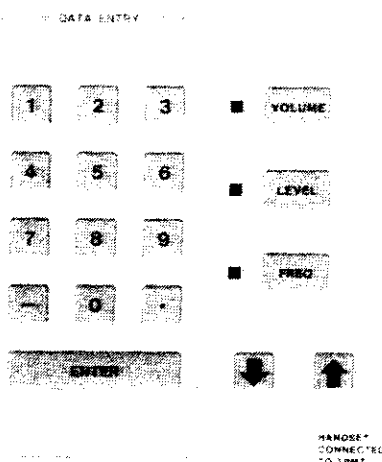 DATA ENTRY
1 2 3 VOLUME
4 5 6 LEVEL
7 8 9 FREQ
— 0 .
ENTER
HANDSET
CONNECTED